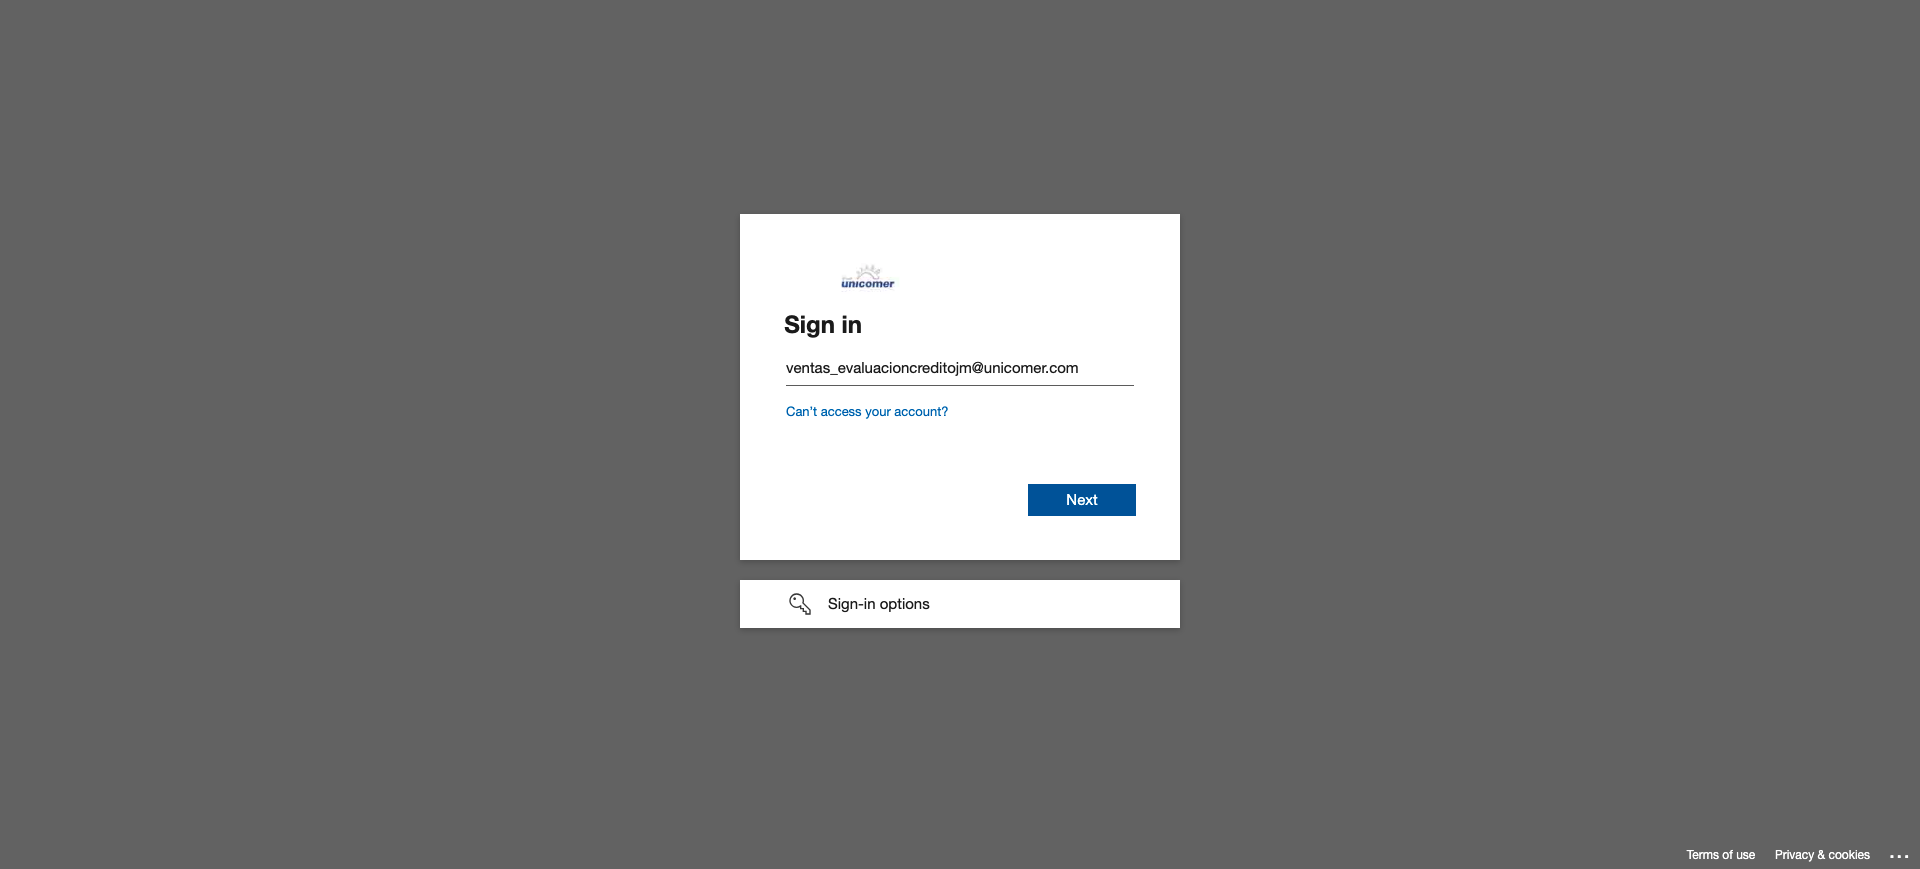 unicomer
Sign in
ventas_evaluacioncreditojm@unicomer.com
Can't access your account?
Next
Sign-in options
Terms of use Privacy & cookies ...